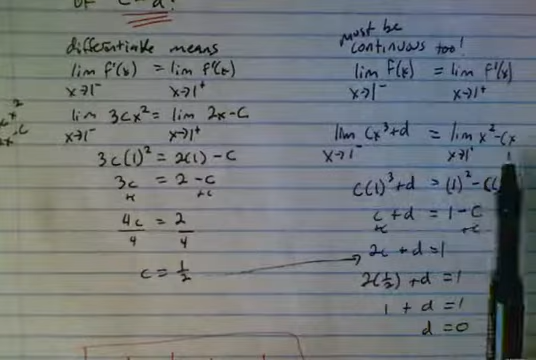 of c-d?
differentiable means
lim f'(x) = lim f'(x)
x→1⁻ x→1⁺
lim 3cx² = lim 2x-c
x→1⁻ x→1⁺
3c(1)² = 2(1) - c
3c = 2 - c
+c +c
4c = 2
4 4
c = 1/2
must be
continuous too!
lim f(x) = lim f'(x)
x→1⁻ x→1⁺
lim cx³+d = lim x²-cx
x→1⁻ x→1⁺
c(1)³+d = (1)²-c(
c+d = 1-c
+c +c
2c + d = 1
2(1/2) + d = 1
1 + d = 1
d = 0